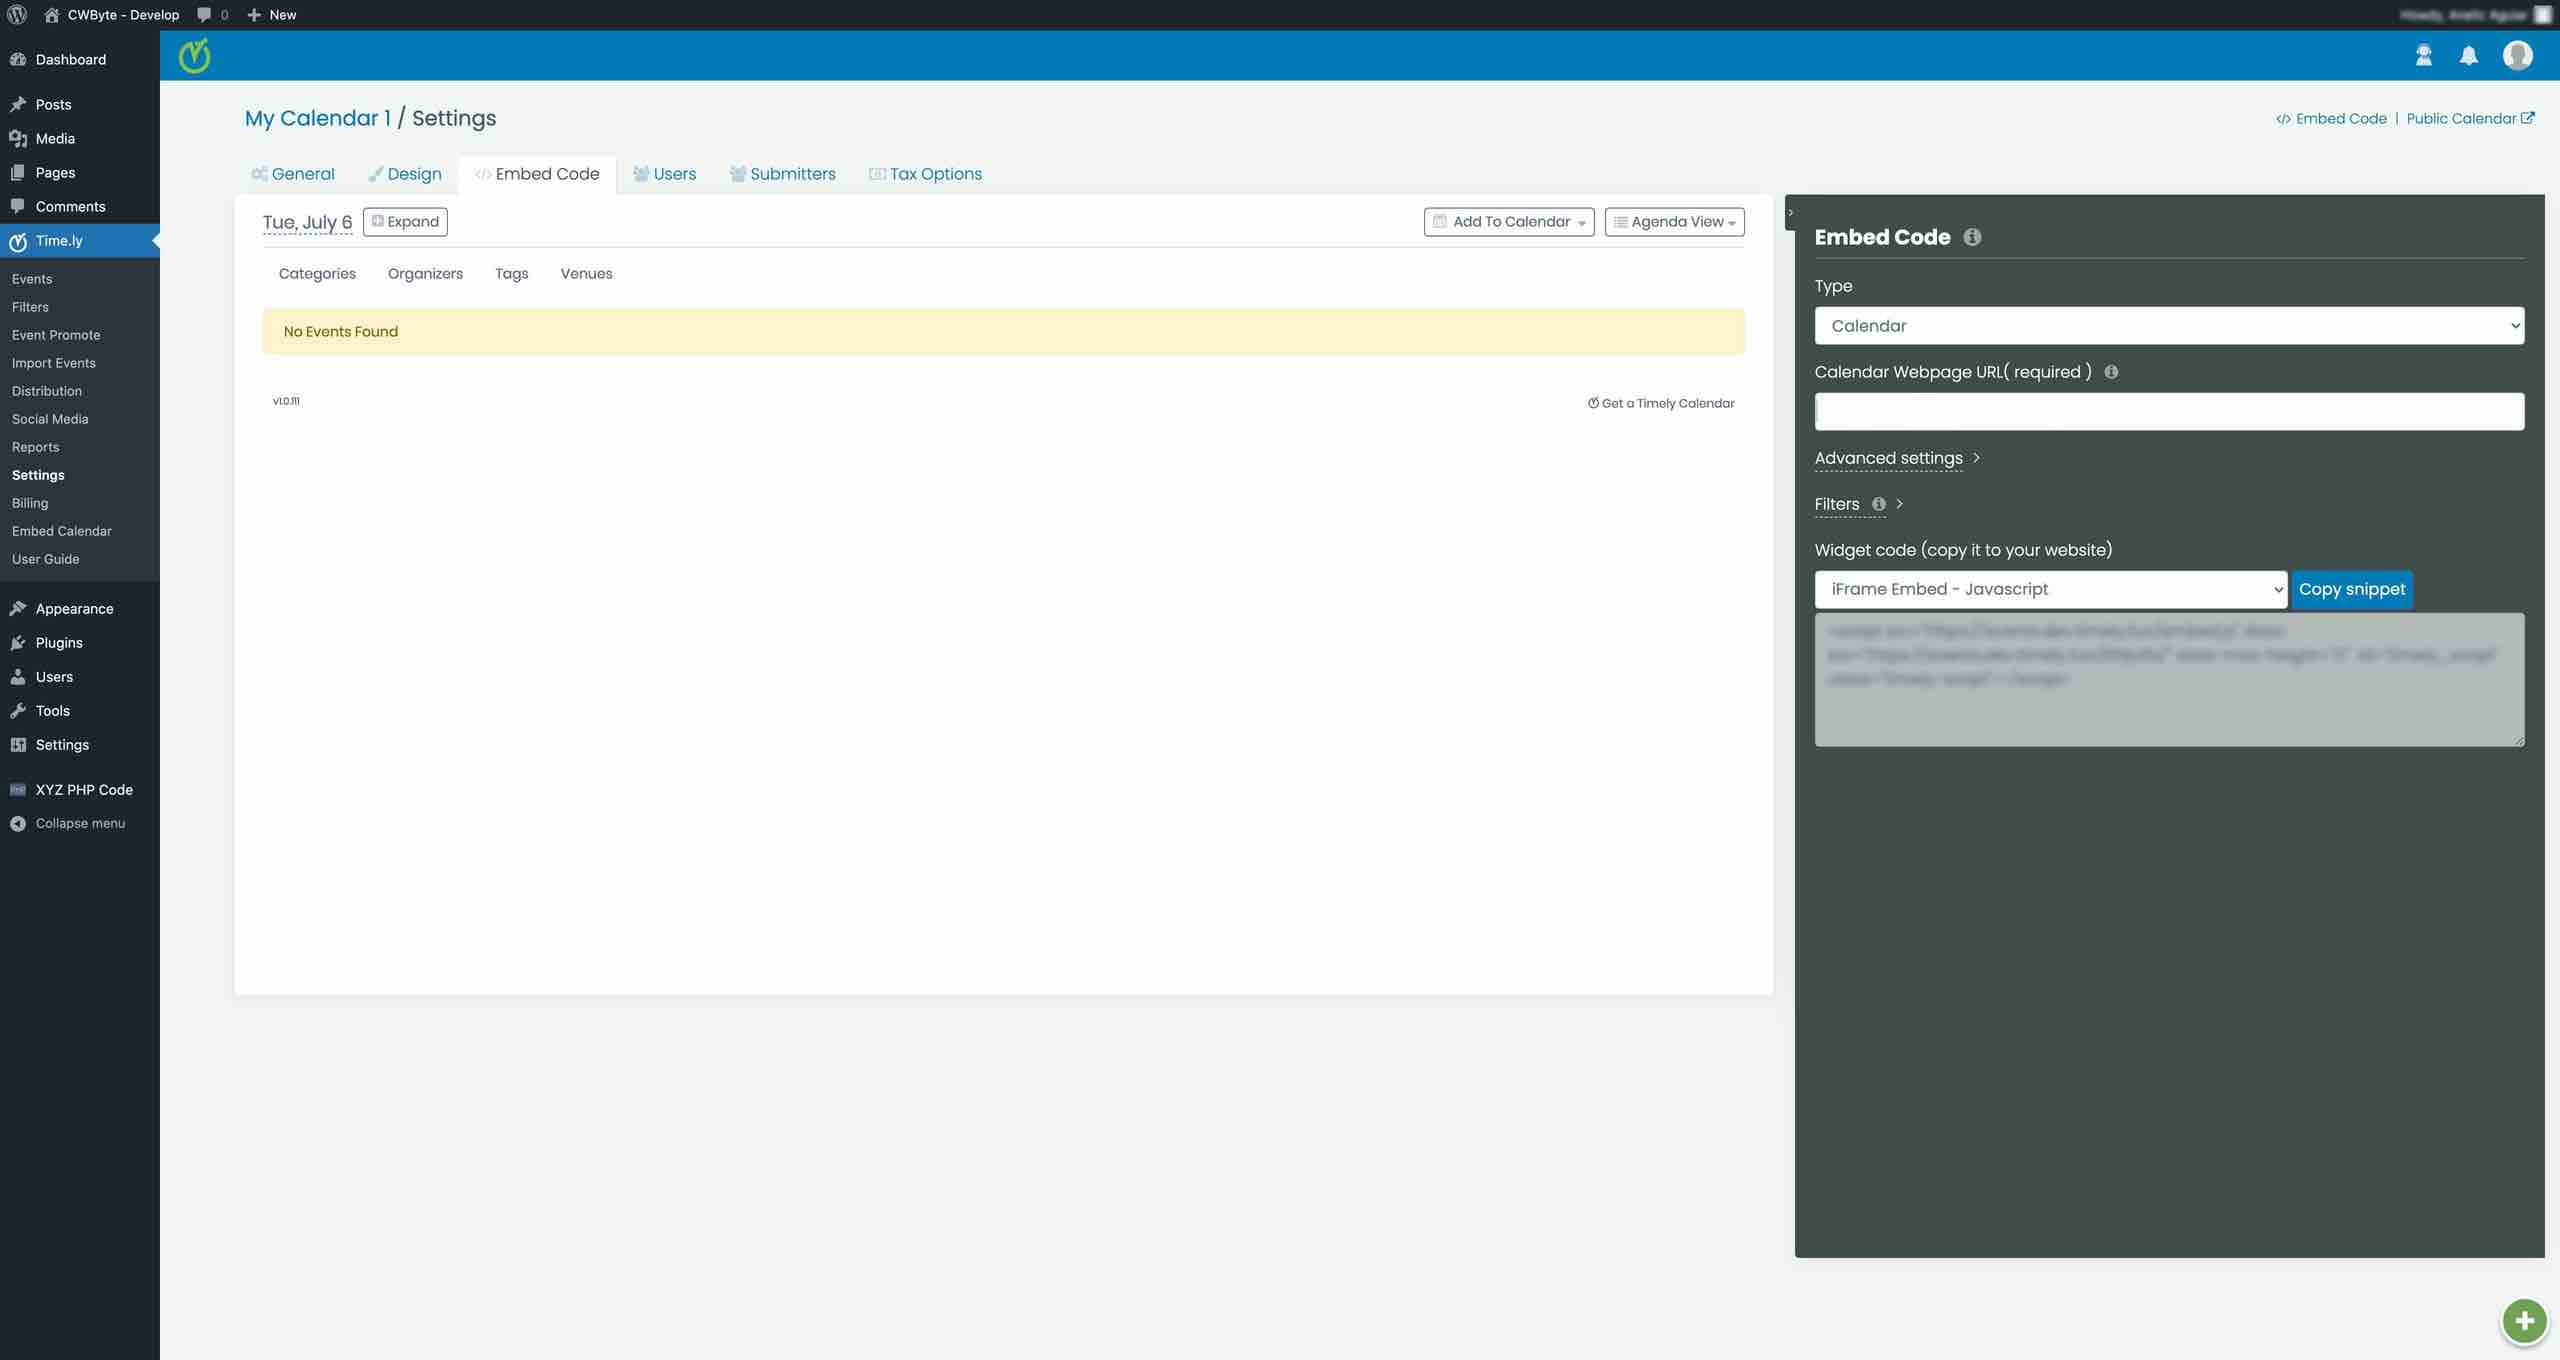 CWByte - Develop 0 New
Dashboard
Posts
Media
Pages
Comments
Time.ly
Events
Filters
Event Promote
Import Events
Distribution
Social Media
Reports
Settings
Billing
Embed Calendar
User Guide
Appearance
Plugins
Users
Tools
Settings
XYZ PHP Code
Collapse menu
My Calendar 1 / Settings
</> Embed Code | Public Calendar
General Design </> Embed Code Users Submitters Tax Options
Tue, July 6 Expand Add To Calendar Agenda View
Categories Organizers Tags Venues
No Events Found
v1.0.111
Get a Timely Calendar
Embed Code
Type
Calendar
Calendar Webpage URL( required )
Advanced settings >
Filters >
Widget code (copy it to your website)
iFrame Embed - Javascript Copy snippet